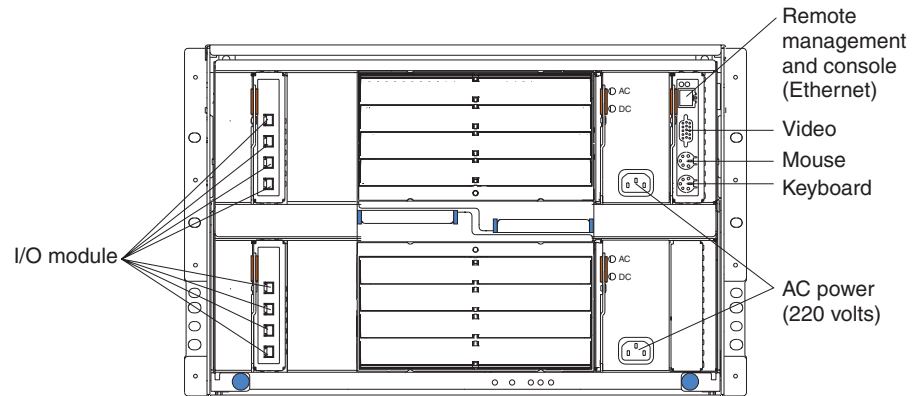 Remote
management
and console
(Ethernet)
AC
DC
Video
Mouse
Keyboard
I/O module
AC
DC
AC power
(220 volts)